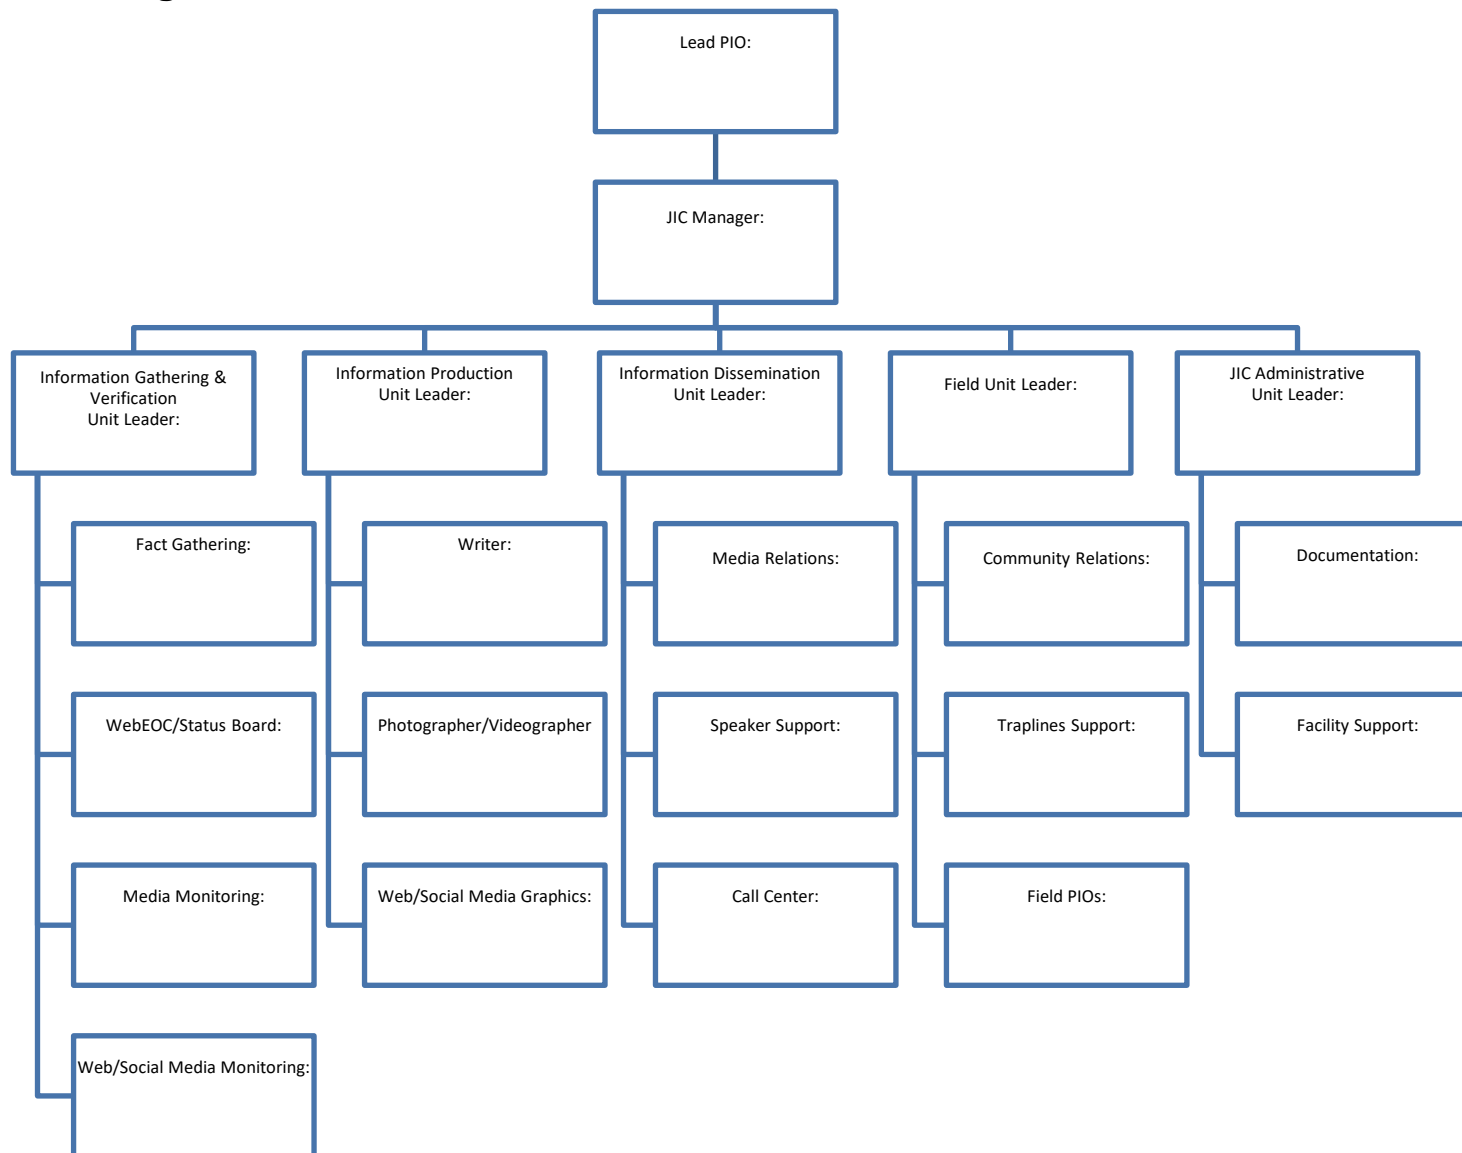 Lead PIO:
JIC Manager:
Information Gathering &
Verification
Unit Leader:
Information Production
Unit Leader:
Information Dissemination
Unit Leader:
Field Unit Leader:
JIC Administrative
Unit Leader:
Fact Gathering:
Writer:
Media Relations:
Community Relations:
Documentation:
WebEOC/Status Board:
Photographer/Videographer
Speaker Support:
Traplines Support:
Facility Support:
Media Monitoring:
Web/Social Media Graphics:
Call Center:
Field PIOs:
Web/Social Media Monitoring: